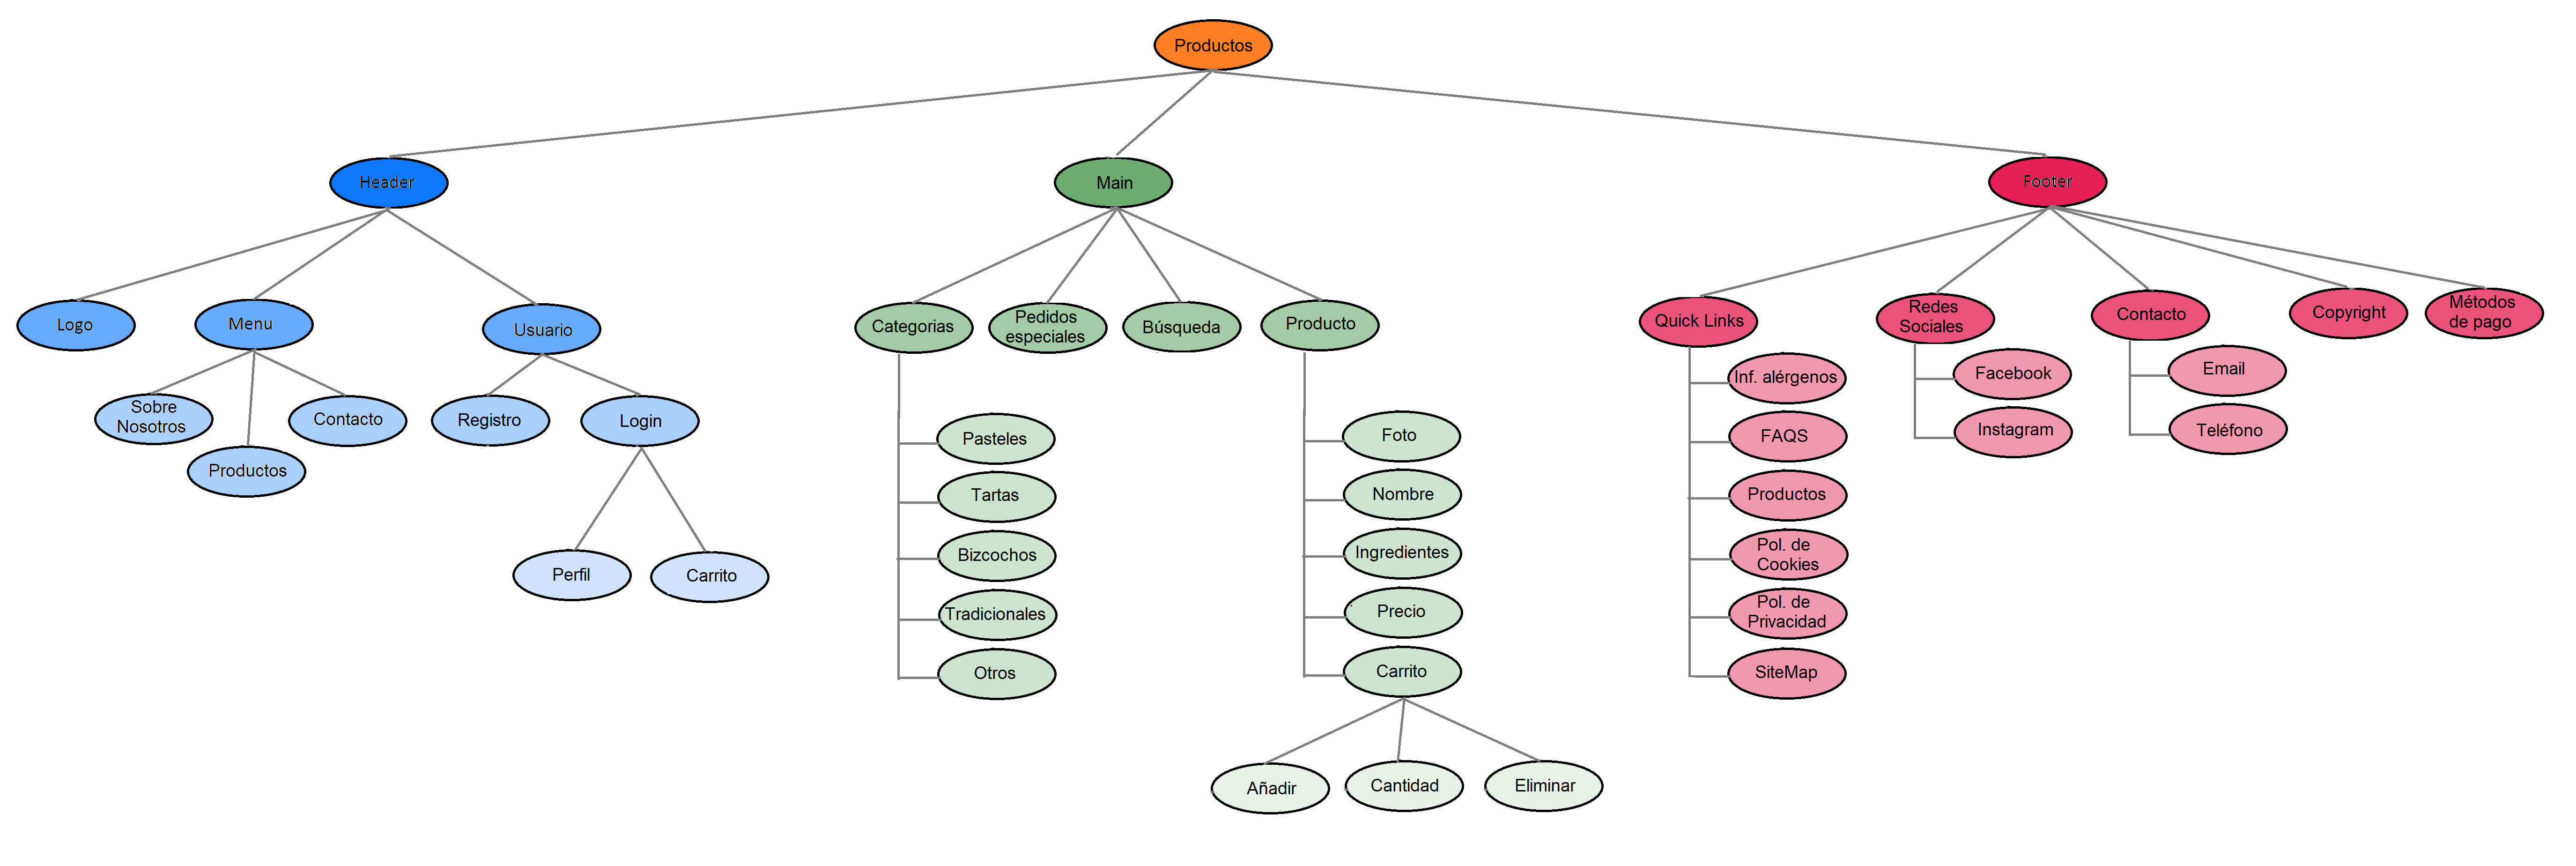 Productos
Header
Main
Footer
Logo
Menu
Usuario
Categorias
Pedidos
especiales
Búsqueda
Producto
Quick Links
Redes
Sociales
Contacto
Copyright
Métodos
de pago
Sobre
Nosotros
Productos
Contacto
Registro
Login
Perfil
Carrito
Pasteles
Tartas
Bizcochos
Tradicionales
Otros
Foto
Nombre
Ingredientes
Precio
Carrito
Añadir
Cantidad
Eliminar
Inf. alérgenos
FAQS
Productos
Pol. de
Cookies
Pol. de
Privacidad
SiteMap
Facebook
Instagram
Email
Teléfono